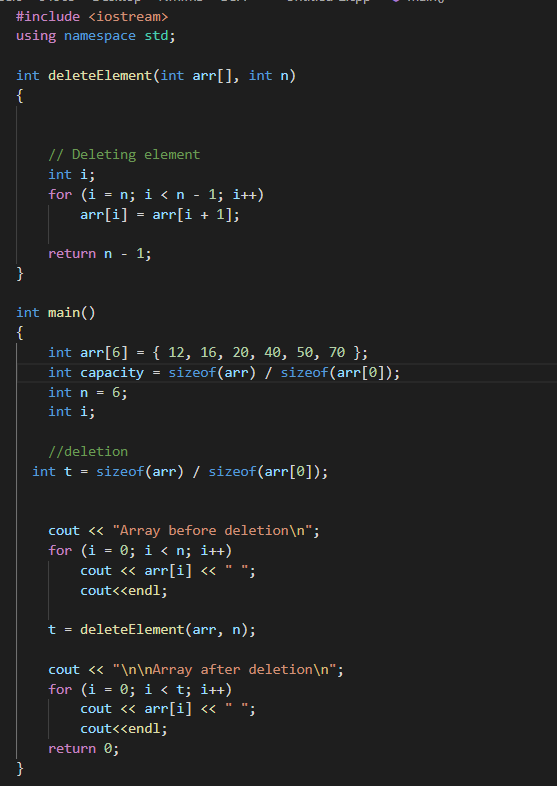 #include <iostream>
using namespace std;
int deleteElement(int arr[], int n)
{
    // Deleting element
    int i;
    for (i = n; i < n - 1; i++)
        arr[i] = arr[i + 1];
    return n - 1;
}
int main()
{
    int arr[6] = { 12, 16, 20, 40, 50, 70 };
    int capacity = sizeof(arr) / sizeof(arr[0]);
    int n = 6;
    int i;
    //deletion
  int t = sizeof(arr) / sizeof(arr[0]);
    cout << "Array before deletion\n";
    for (i = 0; i < n; i++)
        cout << arr[i] << " ";
        cout<<endl;
    t = deleteElement(arr, n);
    cout << "\n\nArray after deletion\n";
    for (i = 0; i < t; i++)
        cout << arr[i] << " ";
        cout<<endl;
    return 0;
}